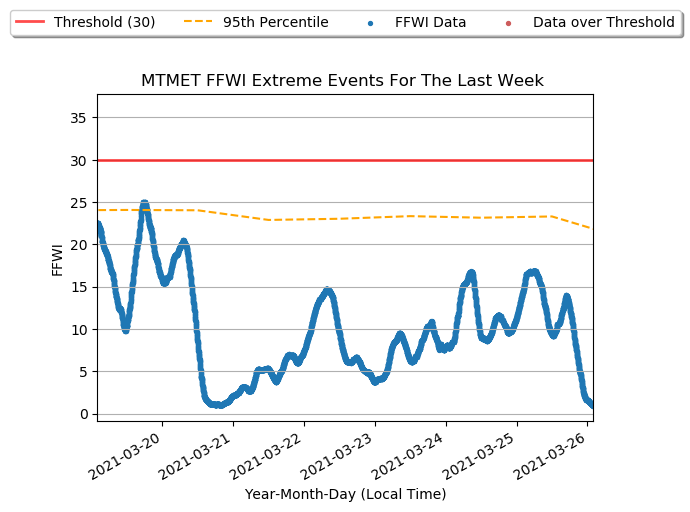 Threshold (30) 95th Percentile FFWI Data Data over Threshold
MTMET FFWI Extreme Events For The Last Week
FFWI
35
30
25
20
15
10
5
0
2021-03-20 2021-03-21 2021-03-22 2021-03-23 2021-03-24 2021-03-25 2021-03-26
Year-Month-Day (Local Time)